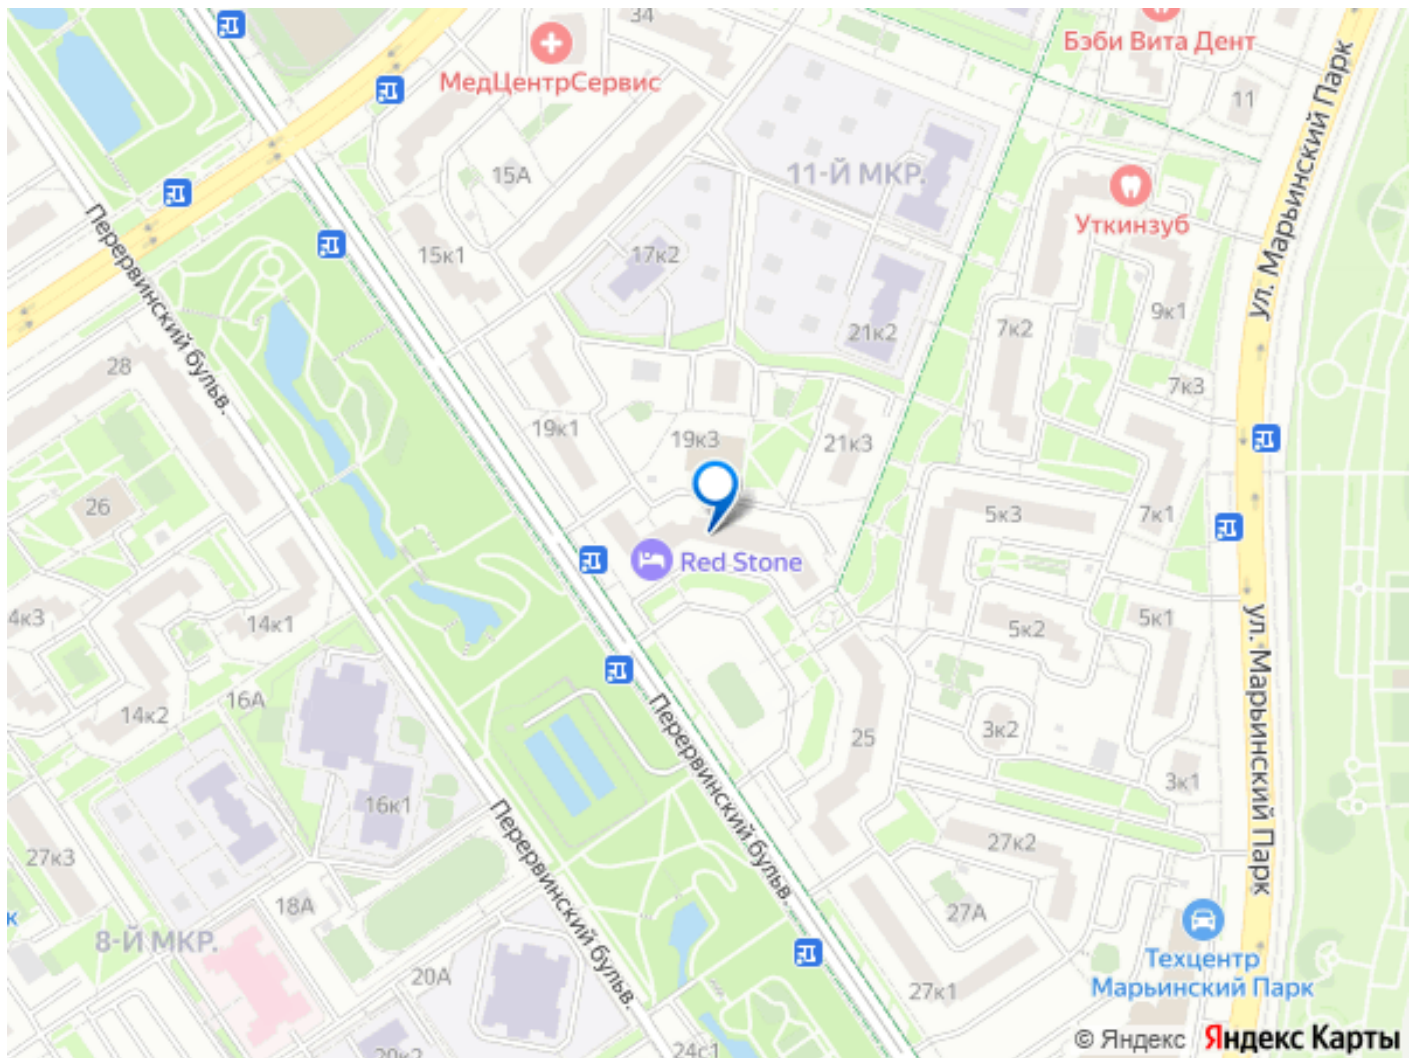 34
Бэби Вита Дент
МедЦентрСервис
11
ул. Марьинский Парк
15А
11-Й МКР.
Уткинзуб
Перервинский бульв.
15к1
17к2
9к1
21к2
7к2
28
7к3
19к1
19к3
21к3
26
5к3
7к1
Red Stone
4к3
14к1
5к2
5к1
ул. Марьинский Парк
16А
14к2
Перервинский бульв.
25
3к2
3к1
16к1
Перервинский бульв.
27к2
27к3
18А
27А
к
8-Й МКР.
20А
Техцентр
Марьинский Парк
27к1
20к2
24с1
© Яндекс Яндекс Карты